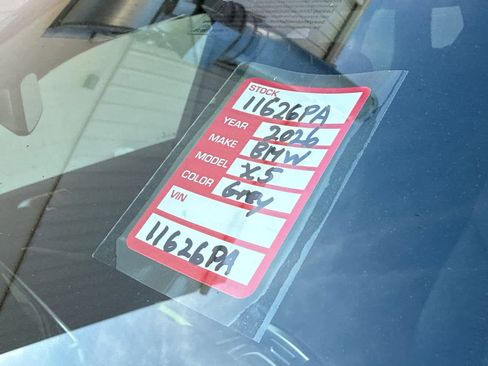 STOCK 11626PA
YEAR 2026
MAKE BMW
MODEL X5
COLOR Grey
VIN
11626PA